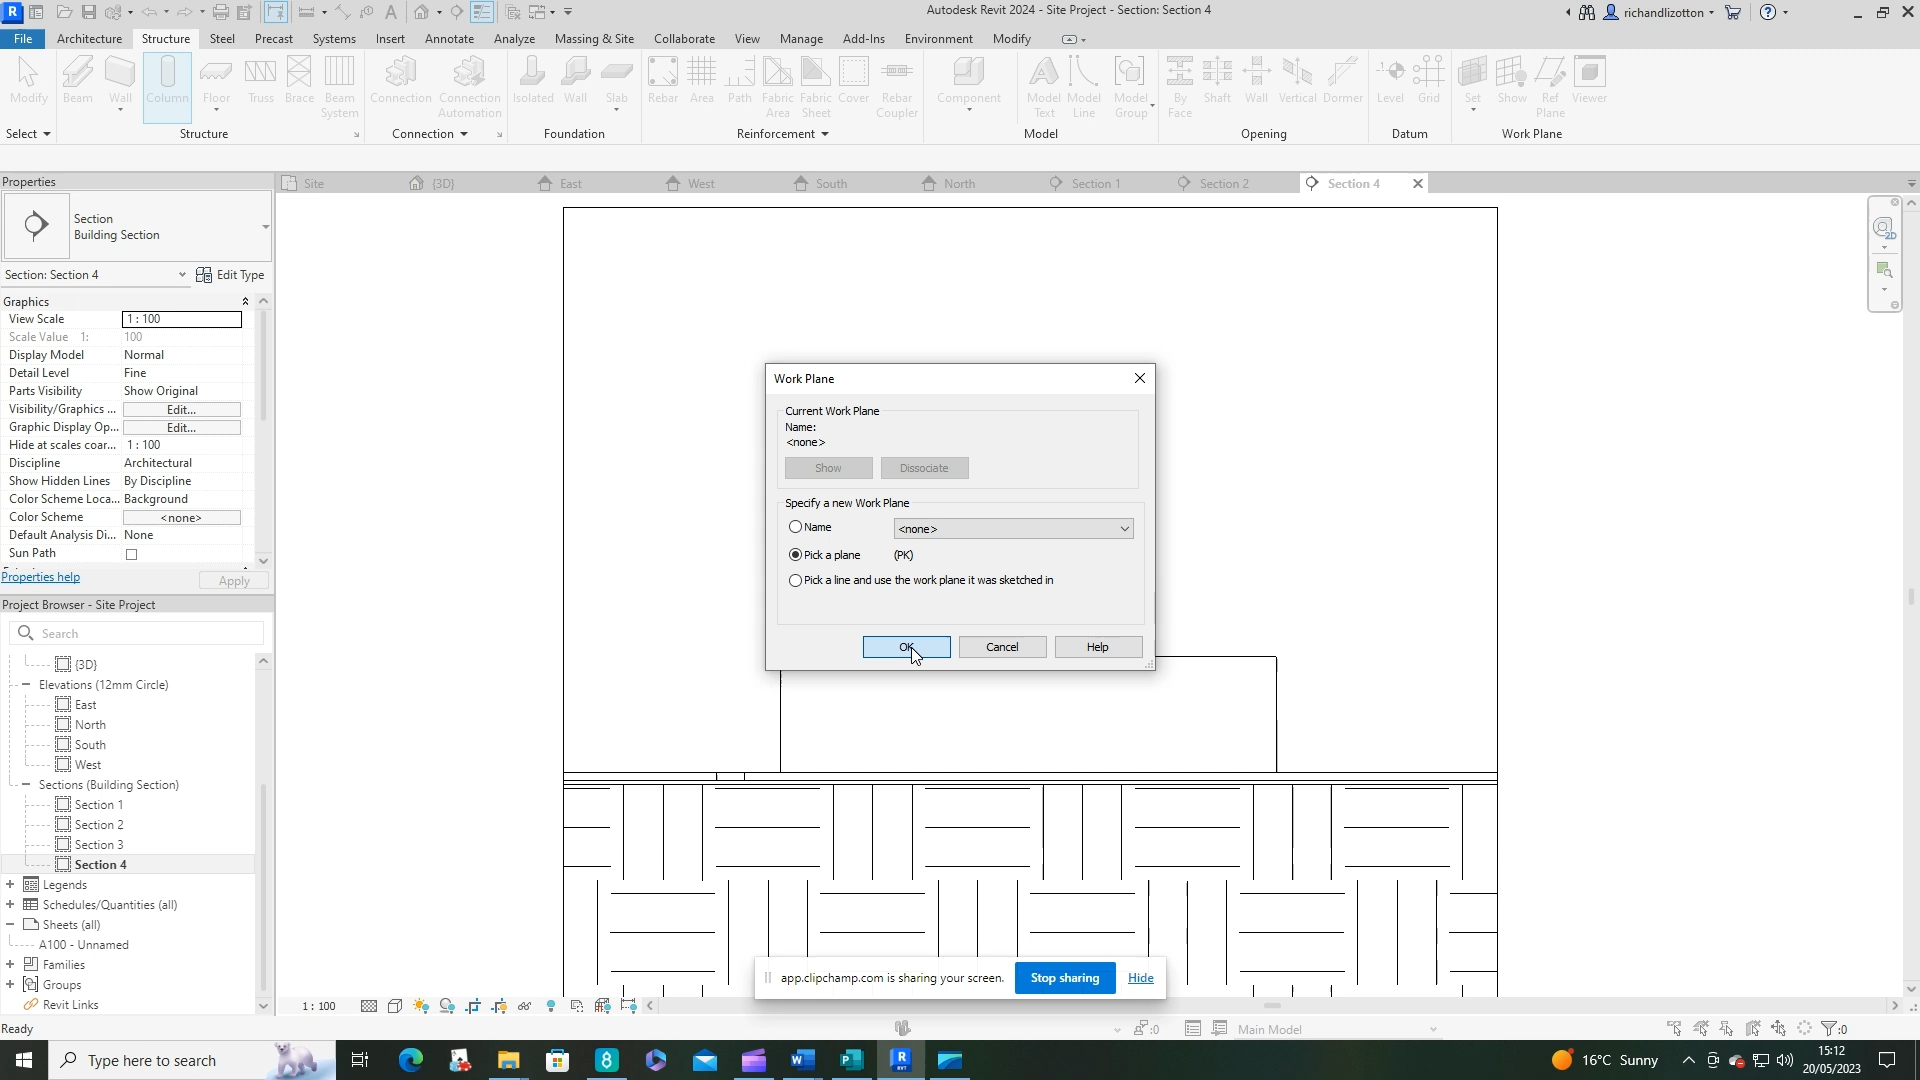 Autodesk Revit 2024 - Site Project - Section: Section 4
richandlizotton
File Architecture Structure Steel Precast Systems Insert Annotate Analyze Massing & Site Collaborate View Manage Add-Ins Environment Modify
Modify Beam Wall Column Floor Truss Brace Beam System Connection Connection Automation Isolated Wall Slab Rebar Area Path Fabric Area Fabric Sheet Cover Rebar Coupler Component Model Text Model Line Model Group By Face Shaft Wall Vertical Dormer Level Grid Set Show Ref Plane Viewer
Select Structure Connection Foundation Reinforcement Model Opening Datum Work Plane
Properties
Site {3D} East West South North Section 1 Section 2 Section 4
Section
Building Section
Section: Section 4 Edit Type
Graphics
View Scale 1 : 100
Scale Value 1: 100
Display Model Normal
Detail Level Fine
Parts Visibility Show Original
Visibility/Graphics ... Edit...
Graphic Display Op... Edit...
Hide at scales coar... 1 : 100
Discipline Architectural
Show Hidden Lines By Discipline
Color Scheme Loca... Background
Color Scheme <none>
Default Analysis Di... None
Sun Path
Properties help Apply
Work Plane
Current Work Plane
Name:
<none>
Show Dissociate
Specify a new Work Plane
Name <none>
Pick a plane (PK)
Pick a line and use the work plane it was sketched in
OK Cancel Help
2D
Project Browser - Site Project
Search
{3D}
Elevations (12mm Circle)
East
North
South
West
Sections (Building Section)
Section 1
Section 2
Section 3
Section 4
Legends
Schedules/Quantities (all)
Sheets (all)
A100 - Unnamed
Families
Groups
Revit Links
app.clipchamp.com is sharing your screen. Stop sharing Hide
1 : 100
Ready :0 Main Model :0
Type here to search
16°C Sunny
15:12
20/05/2023